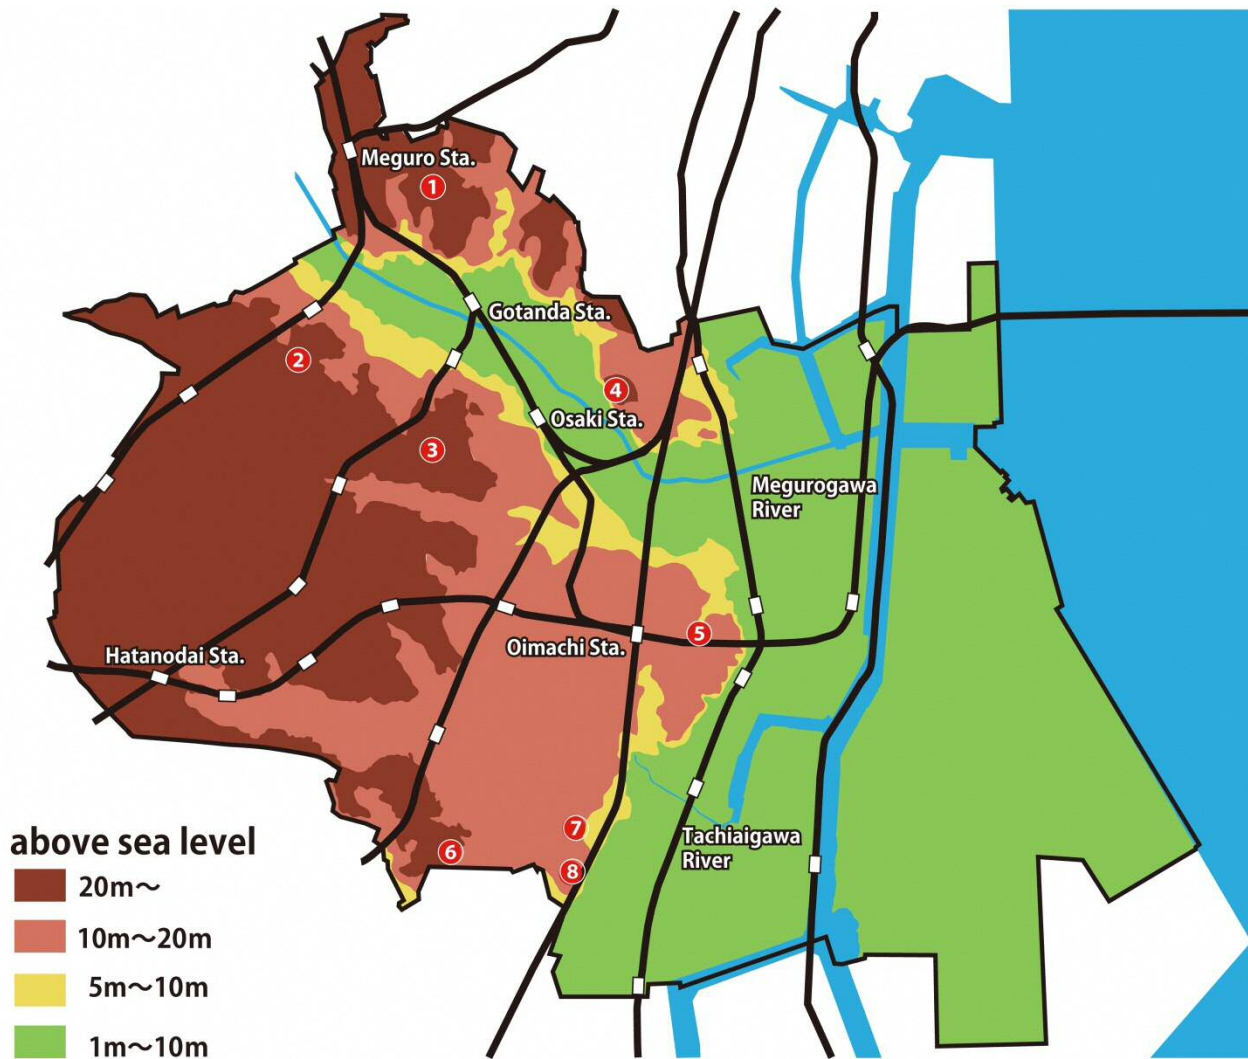 Meguro Sta.
1
Gotanda Sta.
2
4
Osaki Sta.
3
Megurogawa
River
5
Oimachi Sta.
Hatanodai Sta.
7
Tachiaigawa
River
6
8
above sea level
20m～
10m～20m
5m～10m
1m～10m